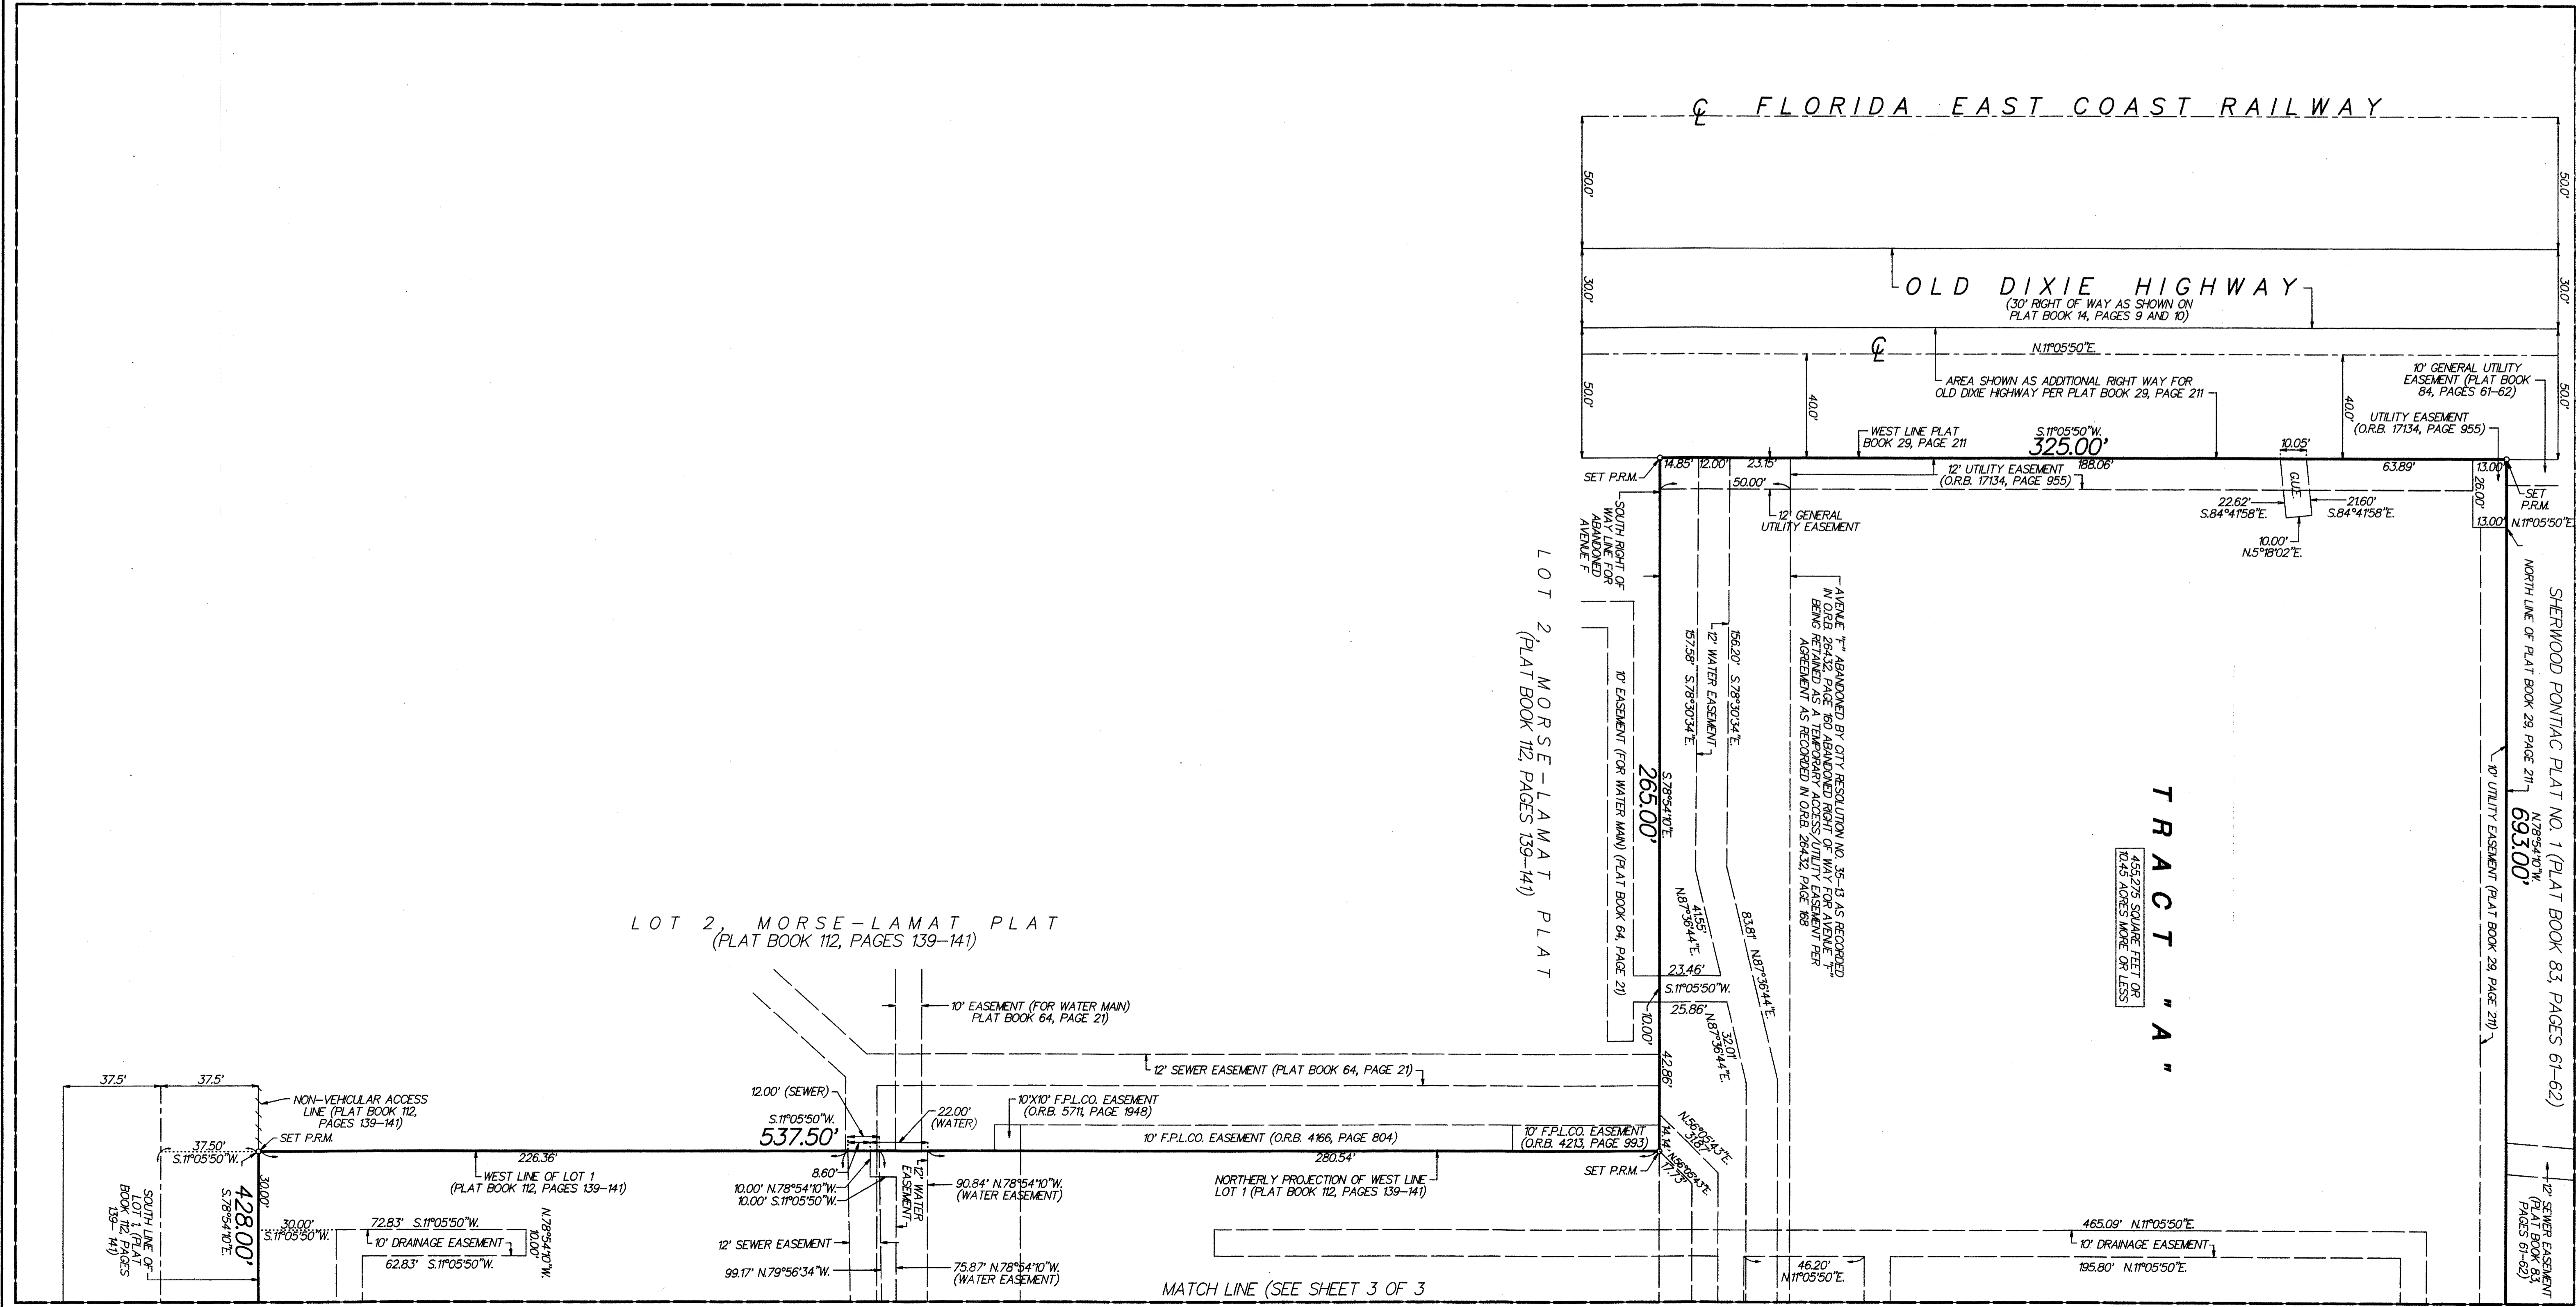 ℄ FLORIDA EAST COAST RAILWAY
50.0'
50.0'
30.0'
30.0'
50.0'
50.0'
OLD DIXIE HIGHWAY
(30' RIGHT OF WAY AS SHOWN ON
PLAT BOOK 14, PAGES 9 AND 10)
℄
N.11°05'50"E.
40.0'
40.0'
AREA SHOWN AS ADDITIONAL RIGHT WAY FOR
OLD DIXIE HIGHWAY PER PLAT BOOK 29, PAGE 211
10' GENERAL UTILITY
EASEMENT (PLAT BOOK
84, PAGES 61-62)
UTILITY EASEMENT
(O.R.B. 17134, PAGE 955)
WEST LINE PLAT
BOOK 29, PAGE 211
S.11°05'50"W.
325.00'
10.05'
14.85'
12.00'
23.15'
188.06'
63.89'
13.00'
SET P.R.M.
12' UTILITY EASEMENT
(O.R.B. 17134, PAGE 955)
50.00'
12' GENERAL
UTILITY EASEMENT
G.U.E.
22.62'
S.84°41'58"E.
21.60'
S.84°41'58"E.
10.00'
N.5°18'02"E.
26.00'
13.00'
N.11°05'50"E.
SET
P.R.M.
SOUTH RIGHT OF
WAY LINE FOR
ABANDONED
AVENUE F
LOT 2, MORSE-LAMAT PLAT
(PLAT BOOK 112, PAGES 139-141)
10' EASEMENT (FOR WATER MAIN) (PLAT BOOK 64, PAGE 21)
S.78°54'10"E.
265.00'
157.58' S.78°30'34"E.
12' WATER EASEMENT
156.20' S.78°30'34"E.
AVENUE "F" ABANDONED BY CITY RESOLUTION NO. 35-13 AS RECORDED
IN O.R.B. 26432, PAGE 160 ABANDONED RIGHT OF WAY FOR AVENUE "F"
BEING RETAINED AS A TEMPORARY ACCESS/UTILITY EASEMENT PER
AGREEMENT AS RECORDED IN O.R.B. 26432, PAGE 168
41.55'
N.87°36'44"E.
83.81' N.87°36'44"E.
23.46'
S.11°05'50"W.
25.86'
10.00'
32.01'
N.87°36'44"E.
42.86'
14.14'
N.56°05'43"E.
31.87'
N.56°05'43"E.
17.73'
TRACT "A"
455,275 SQUARE FEET OR
10.45 ACRES MORE OR LESS
SHERWOOD PONTIAC PLAT NO. 1 (PLAT BOOK 83, PAGES 61-62)
NORTH LINE OF PLAT BOOK 29, PAGE 211
N.78°54'10"W.
693.00'
10' UTILITY EASEMENT (PLAT BOOK 29, PAGE 211)
12' SEWER EASEMENT
(PLAT BOOK 83,
PAGES 61-62)
LOT 2, MORSE-LAMAT PLAT
(PLAT BOOK 112, PAGES 139-141)
10' EASEMENT (FOR WATER MAIN)
PLAT BOOK 64, PAGE 21)
12' SEWER EASEMENT (PLAT BOOK 64, PAGE 21)
37.5'
37.5'
NON-VEHICULAR ACCESS
LINE (PLAT BOOK 112,
PAGES 139-141)
SET P.R.M.
37.50'
S.11°05'50"W.
12.00' (SEWER)
S.11°05'50"W.
537.50'
22.00'
(WATER)
10'X10' F.P.L.CO. EASEMENT
(O.R.B. 5711, PAGE 1948)
10' F.P.L.CO. EASEMENT (O.R.B. 4166, PAGE 804)
10' F.P.L.CO. EASEMENT
(O.R.B. 4213, PAGE 993)
226.36'
WEST LINE OF LOT 1
(PLAT BOOK 112, PAGES 139-141)
8.60'
10.00' N.78°54'10"W.
10.00' S.11°05'50"W.
12' WATER
EASEMENT
90.84' N.78°54'10"W.
(WATER EASEMENT)
280.54'
NORTHERLY PROJECTION OF WEST LINE
LOT 1 (PLAT BOOK 112, PAGES 139-141)
SET P.R.M.
SOUTH LINE OF
LOT 1, (PLAT
BOOK 112, PAGES
139-141)
428.00'
S.78°54'10"E.
30.00'
30.00'
S.11°05'50"W.
72.83' S.11°05'50"W.
10' DRAINAGE EASEMENT
62.83' S.11°05'50"W.
N.78°54'10"W.
10.00'
12' SEWER EASEMENT
99.17' N.79°56'34"W.
75.87' N.78°54'10"W.
(WATER EASEMENT)
465.09' N.11°05'50"E.
10' DRAINAGE EASEMENT
195.80' N.11°05'50"E.
46.20'
N.11°05'50"E.
MATCH LINE (SEE SHEET 3 OF 3